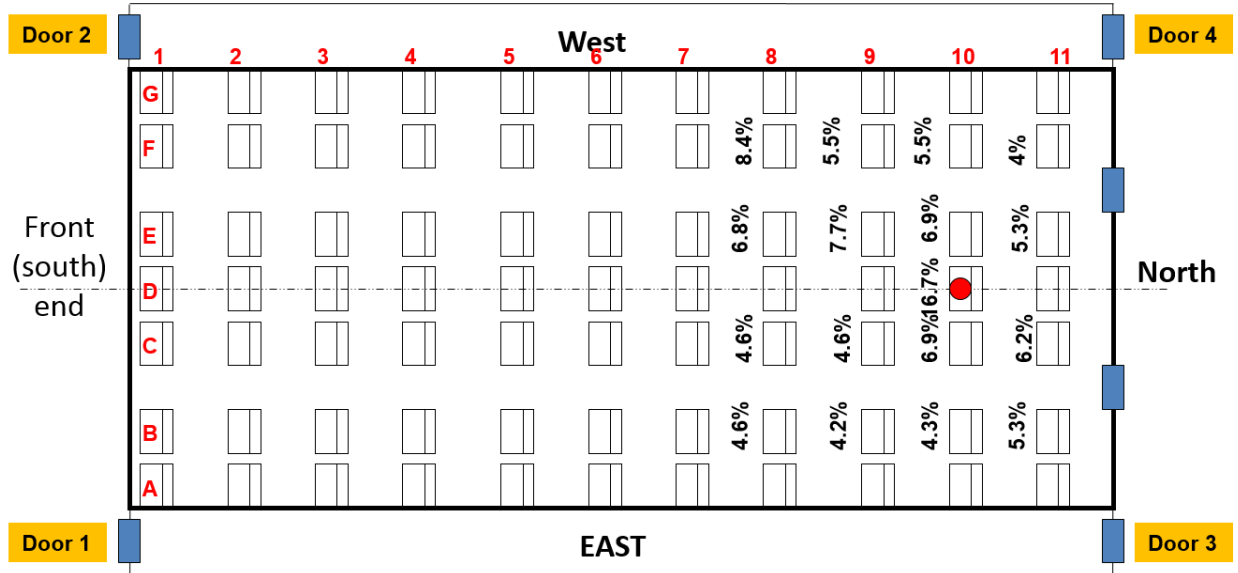 Door 2
West
Door 4
1
2
3
4
5
6
7
8
9
10
11
G
F
8.4%
5.5%
5.5%
4%
E
6.8%
7.7%
6.9%
5.3%
Front
(south)
end
D
16.7%
North
C
4.6%
4.6%
6.9%
6.2%
B
4.6%
4.2%
4.3%
5.3%
A
Door 1
EAST
Door 3